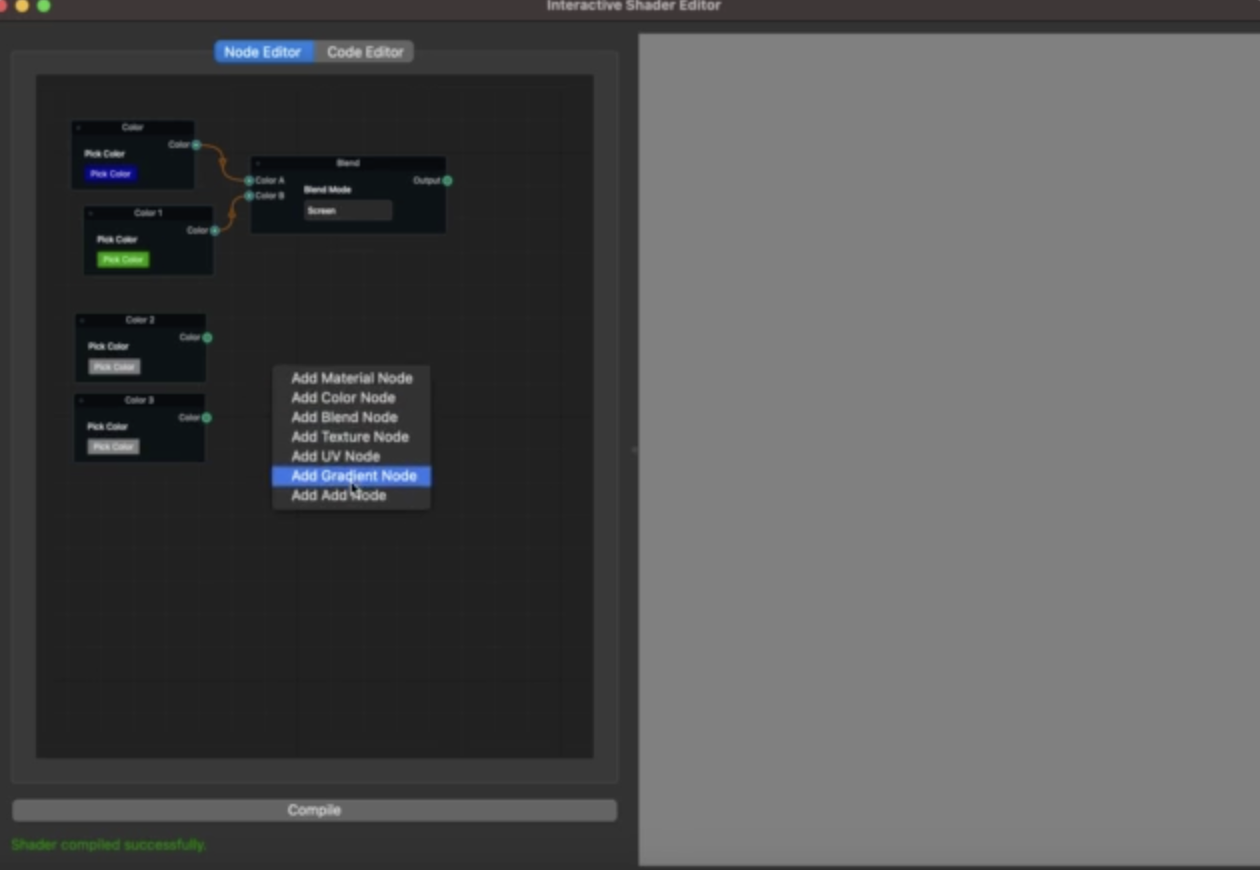 Interactive Shader Editor
Node Editor
Code Editor
Color
Color
Pick Color
Pick Color
Blend
Color A
Output
Color B
Blend Mode
Screen
Color 1
Color
Pick Color
Pick Color
Color 2
Color
Pick Color
Pick Color
Color 3
Color
Pick Color
Pick Color
Add Material Node
Add Color Node
Add Blend Node
Add Texture Node
Add UV Node
Add Gradient Node
Add Add Node
Compile
Shader compiled successfully.